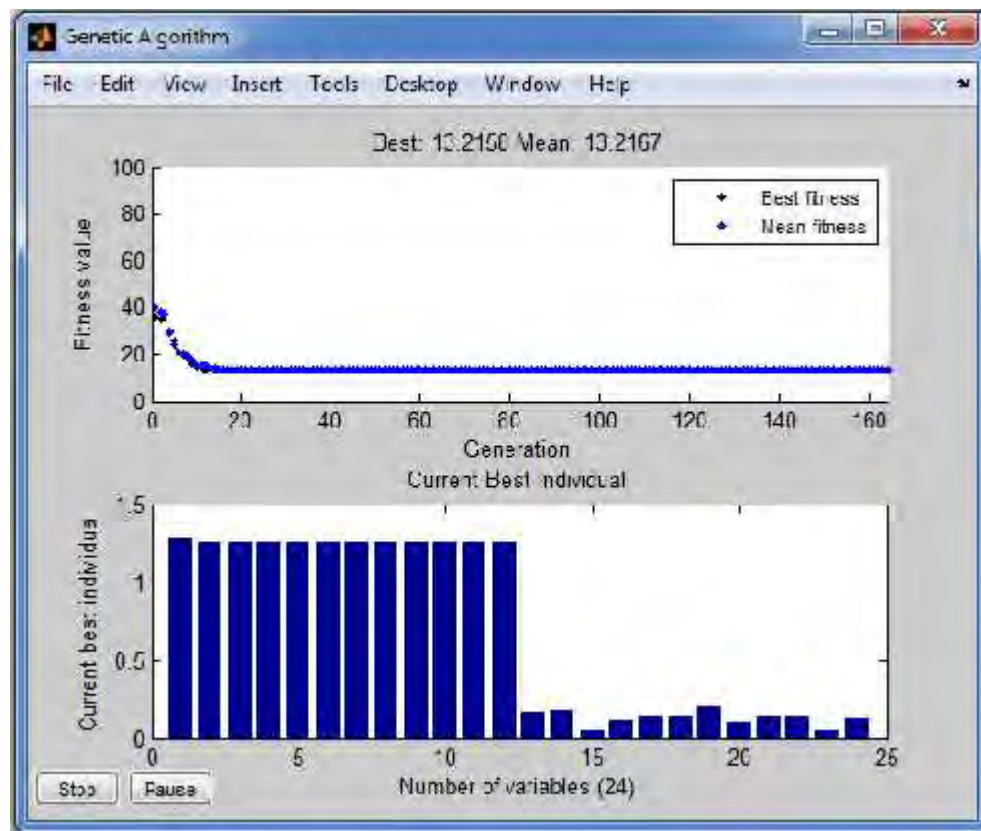 Genetic Algorithm
File Edit View Insert Tools Desktop Window Help
Best: 13.2150 Mean: 13.2167
100
80
60
40
20
0
Fitness value
Best fitness
Mean fitness
0 20 40 60 80 100 120 140 160
Generation
Current Best Individual
1.5
1
0.5
0
Current best individua
0 5 10 15 20 25
Number of variables (24)
Stop Pause